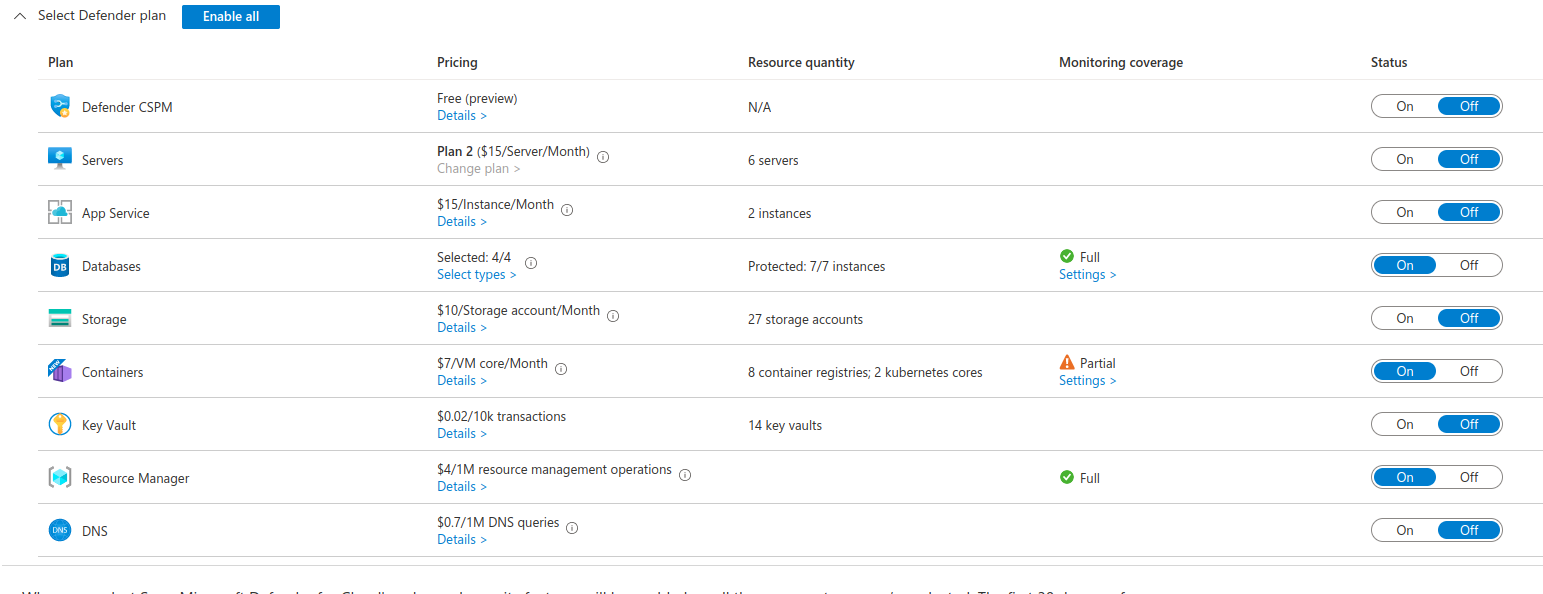 Select Defender plan Enable all
Plan Pricing Resource quantity Monitoring coverage Status
Defender CSPM Free (preview) N/A On Off
Details >
Servers Plan 2 ($15/Server/Month) 6 servers On Off
Change plan >
App Service $15/Instance/Month 2 instances On Off
Details >
Databases Selected: 4/4 Protected: 7/7 instances Full On Off
Select types > Settings >
Storage $10/Storage account/Month 27 storage accounts On Off
Details >
NEW Containers $7/VM core/Month 8 container registries; 2 kubernetes cores Partial On Off
Details > Settings >
Key Vault $0.02/10k transactions 14 key vaults On Off
Details >
Resource Manager $4/1M resource management operations Full On Off
Details >
DNS DNS $0.7/1M DNS queries On Off
Details >